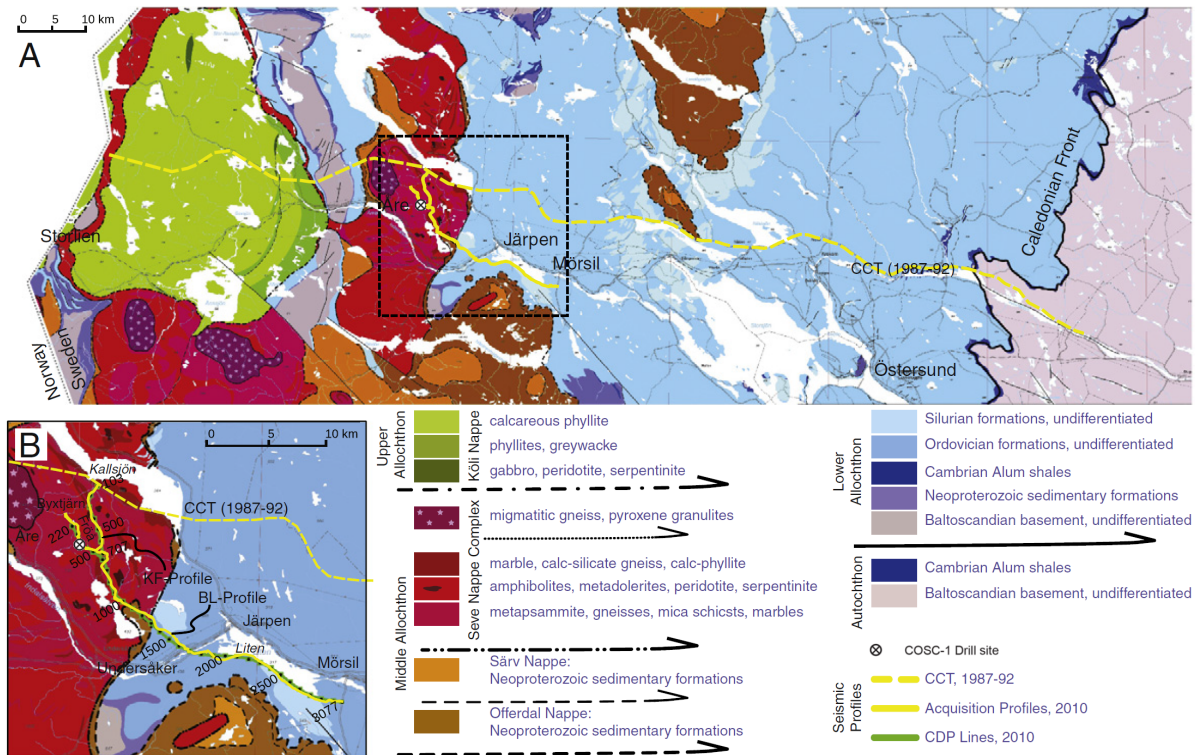 0 5 10 km
A
Storlien
Norway
Sweden
Åre
Järpen
Mörsil
CCT (1987-92)
Caledonian Front
Östersund
B
0 5 10 km
Kallsjön
103
CCT (1987-92)
Byxtjärn
Åre
220
500
500
797
KF-Profile
1000
BL-Profile
Järpen
1500
Liten
Undersåker
2000
Mörsil
2500
3077
Upper
Allochthon
Köli Nappe
calcareous phyllite
phyllites, greywacke
gabbro, peridotite, serpentinite
Middle Allochthon
Seve Nappe Complex
migmatitic gneiss, pyroxene granulites
marble, calc-silicate gneiss, calc-phyllite
amphibolites, metadolerites, peridotite, serpentinite
metapsammite, gneisses, mica schicsts, marbles
Särv Nappe:
Neoproterozoic sedimentary formations
Offerdal Nappe:
Neoproterozoic sedimentary formations
Lower
Allochthon
Silurian formations, undifferentiated
Ordovician formations, undifferentiated
Cambrian Alum shales
Neoproterozoic sedimentary formations
Baltoscandian basement, undifferentiated
Autochthon
Cambrian Alum shales
Baltoscandian basement, undifferentiated
COSC-1 Drill site
Seismic
Profiles
CCT, 1987-92
Acquisition Profiles, 2010
CDP Lines, 2010